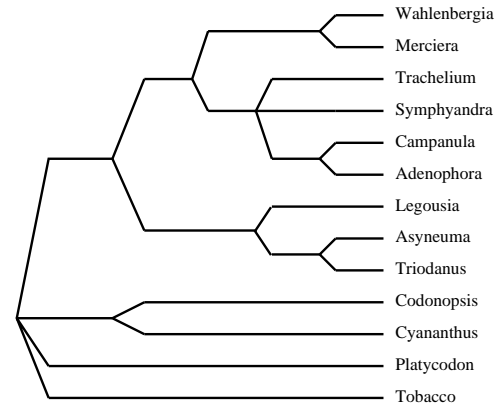 Wahlenbergia
Merciera
Trachelium
Symphyandra
Campanula
Adenophora
Legousia
Asyneuma
Triodanus
Codonopsis
Cyananthus
Platycodon
Tobacco